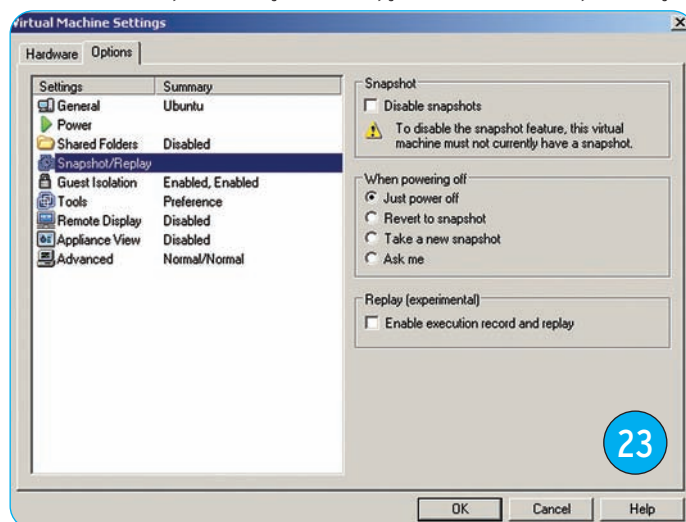 Virtual Machine Settings
Hardware Options
Settings Summary
General Ubuntu
Power
Shared Folders Disabled
Snapshot/Replay
Guest Isolation Enabled, Enabled
Tools Preference
Remote Display Disabled
Appliance View Disabled
Advanced Normal/Normal
Snapshot
Disable snapshots
To disable the snapshot feature, this virtual
machine must not currently have a snapshot.
When powering off
Just power off
Revert to snapshot
Take a new snapshot
Ask me
Replay (experimental)
Enable execution record and replay
23
OK Cancel Help